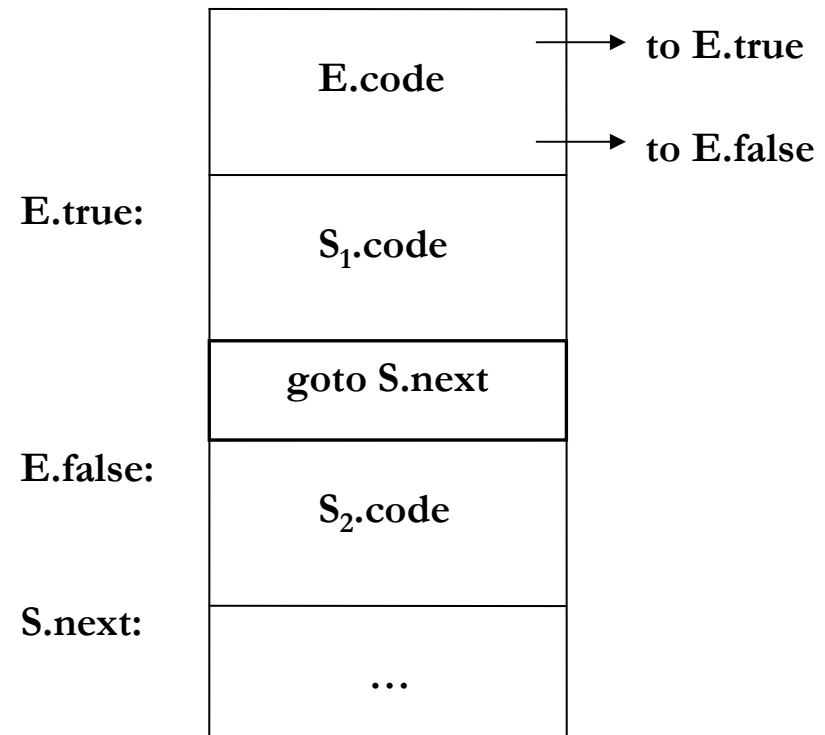 to E.true
E.code
to E.false
E.true:
S₁.code
goto S.next
E.false:
S₂.code
S.next:
…